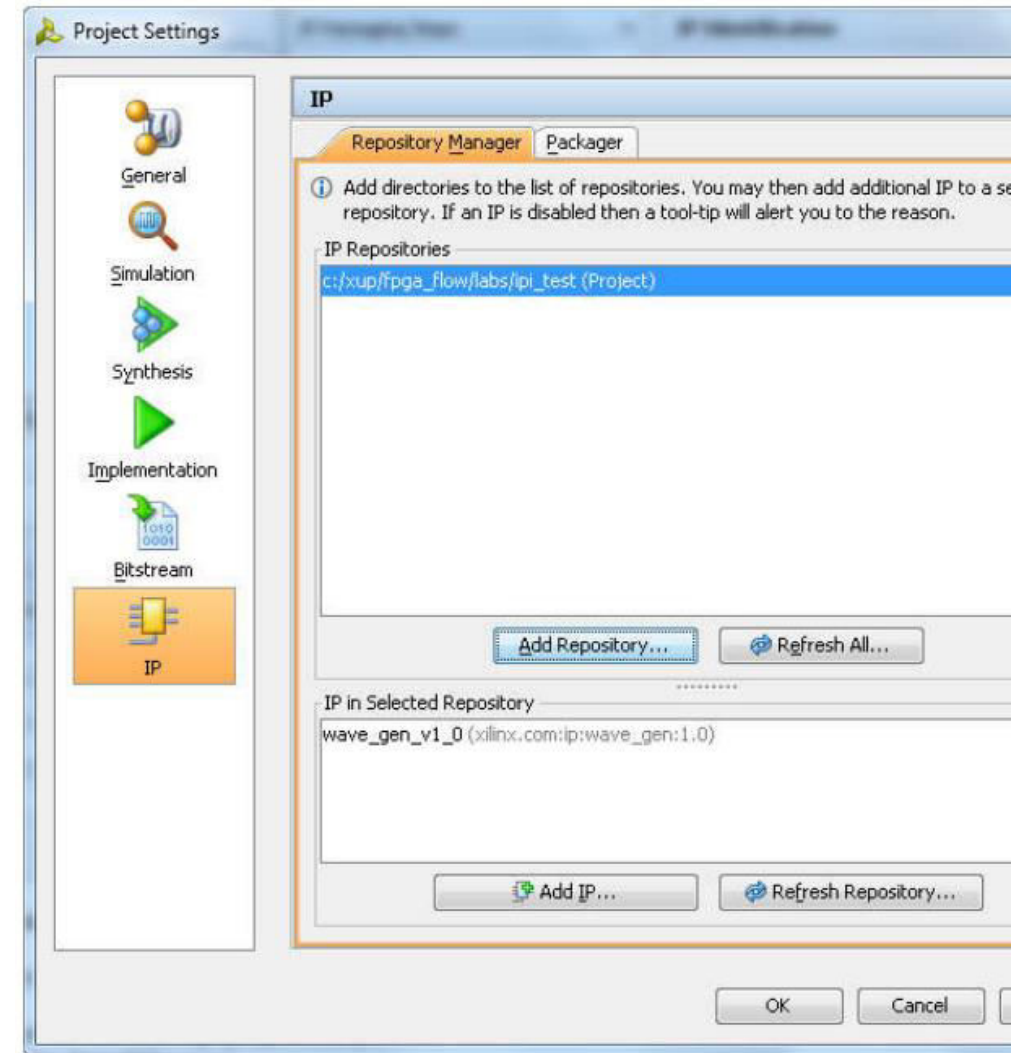 Project Settings
General
Simulation
Synthesis
Implementation
1010
0001
Bitstream
IP
IP
Repository Manager
Packager
Add directories to the list of repositories. You may then add additional IP to a se
repository. If an IP is disabled then a tool-tip will alert you to the reason.
IP Repositories
c:/xup/fpga_flow/labs/ipi_test (Project)
Add Repository...
Refresh All...
IP in Selected Repository
wave_gen_v1_0 (xilinx.com:ip:wave_gen:1.0)
Add IP...
Refresh Repository...
OK
Cancel